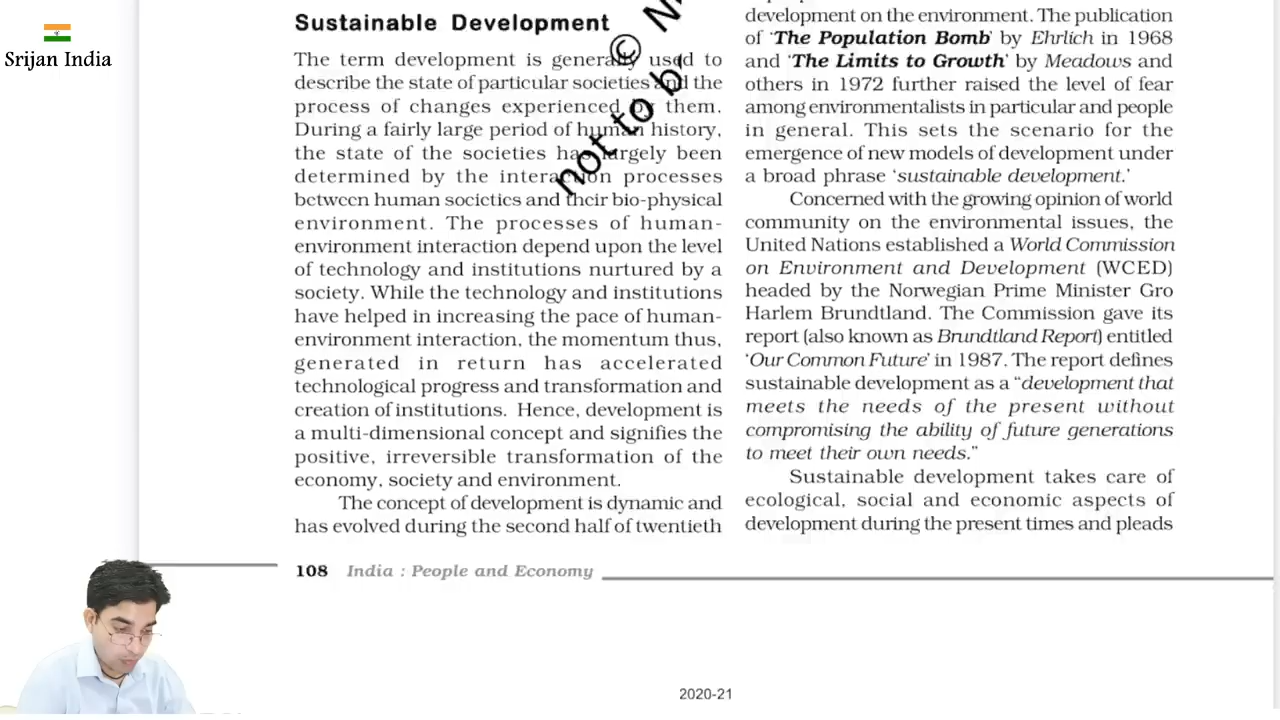 Srijan India
Sustainable Development
The term development is generally used to
describe the state of particular societies and the
process of changes experienced by them.
During a fairly large period of human history,
the state of the societies has largely been
determined by the interaction processes
between human societies and their bio-physical
environment. The processes of human-
environment interaction depend upon the level
of technology and institutions nurtured by a
society. While the technology and institutions
have helped in increasing the pace of human-
environment interaction, the momentum thus,
generated in return has accelerated
technological progress and transformation and
creation of institutions. Hence, development is
a multi-dimensional concept and signifies the
positive, irreversible transformation of the
economy, society and environment.
The concept of development is dynamic and
has evolved during the second half of twentieth
development on the environment. The publication
of 'The Population Bomb' by Ehrlich in 1968
and 'The Limits to Growth' by Meadows and
others in 1972 further raised the level of fear
among environmentalists in particular and people
in general. This sets the scenario for the
emergence of new models of development under
a broad phrase 'sustainable development.'
Concerned with the growing opinion of world
community on the environmental issues, the
United Nations established a World Commission
on Environment and Development (WCED)
headed by the Norwegian Prime Minister Gro
Harlem Brundtland. The Commission gave its
report (also known as Brundtland Report) entitled
'Our Common Future' in 1987. The report defines
sustainable development as a “development that
meets the needs of the present without
compromising the ability of future generations
to meet their own needs.”
Sustainable development takes care of
ecological, social and economic aspects of
development during the present times and pleads
© N
not to b
108 India : People and Economy
2020-21